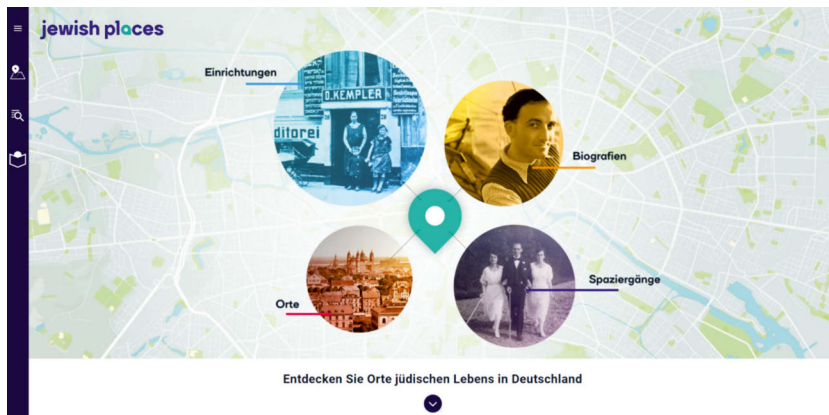 jewish places
Einrichtungen
D.KEMPLER
ditorei
Biografien
Orte
Spaziergänge
Entdecken Sie Orte jüdischen Lebens in Deutschland